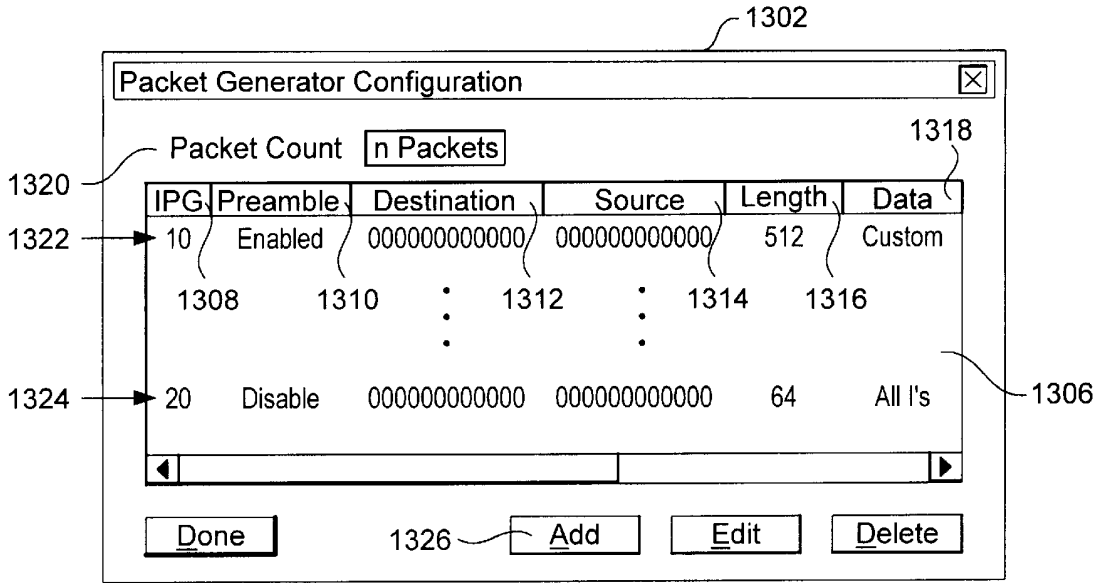 1302
Packet Generator Configuration
1318
Packet Count n Packets
1320
IPG Preamble Destination Source Length Data
1322 10 Enabled 000000000000 000000000000 512 Custom
1308 1310 1312 1314 1316
1324 20 Disable 000000000000 000000000000 64 All I's
1306
Done 1326 Add Edit Delete